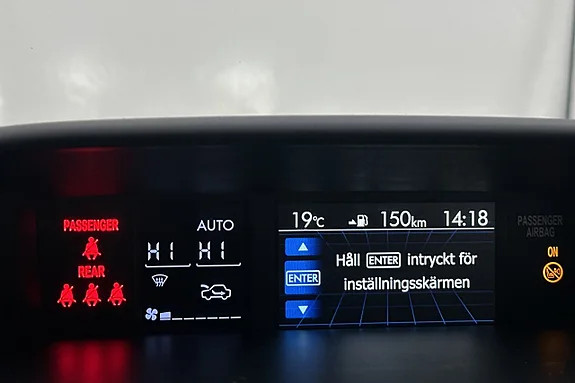 PASSENGER
REAR
AUTO
HI HI
19°C 150km 14:18
ENTER
Håll ENTER intryckt för
inställningsskärmen
PASSENGER
AIRBAG
ON